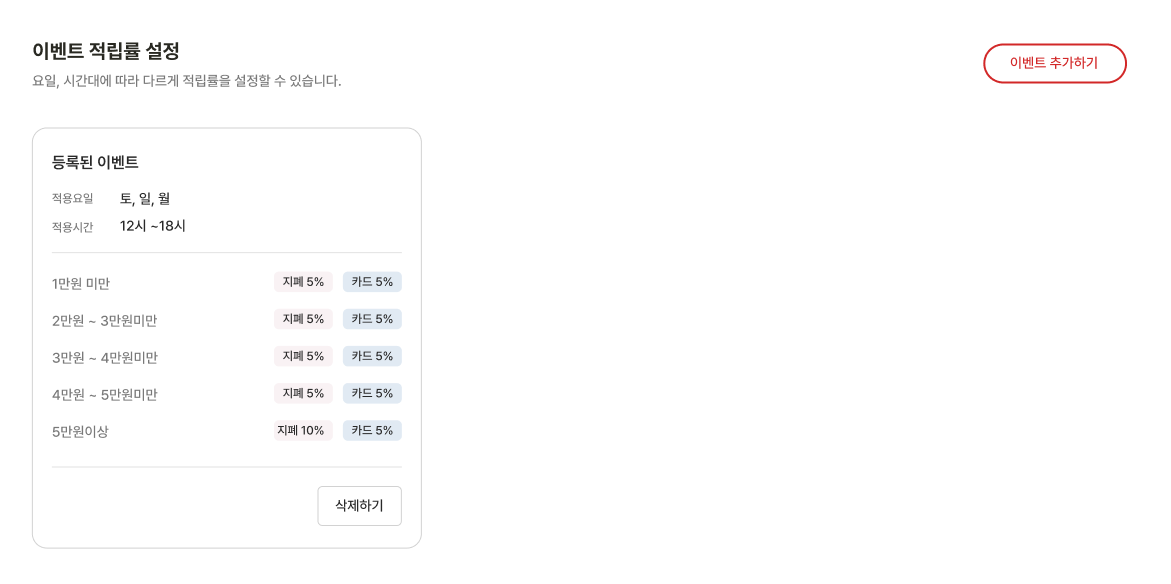 이벤트 적립률 설정
요일, 시간대에 따라 다르게 적립률을 설정할 수 있습니다.
이벤트 추가하기
등록된 이벤트
적용요일 토, 일, 월
적용시간 12시 ~18시
1만원 미만 지폐 5% 카드 5%
2만원 ~ 3만원미만 지폐 5% 카드 5%
3만원 ~ 4만원미만 지폐 5% 카드 5%
4만원 ~ 5만원미만 지폐 5% 카드 5%
5만원이상 지폐 10% 카드 5%
삭제하기